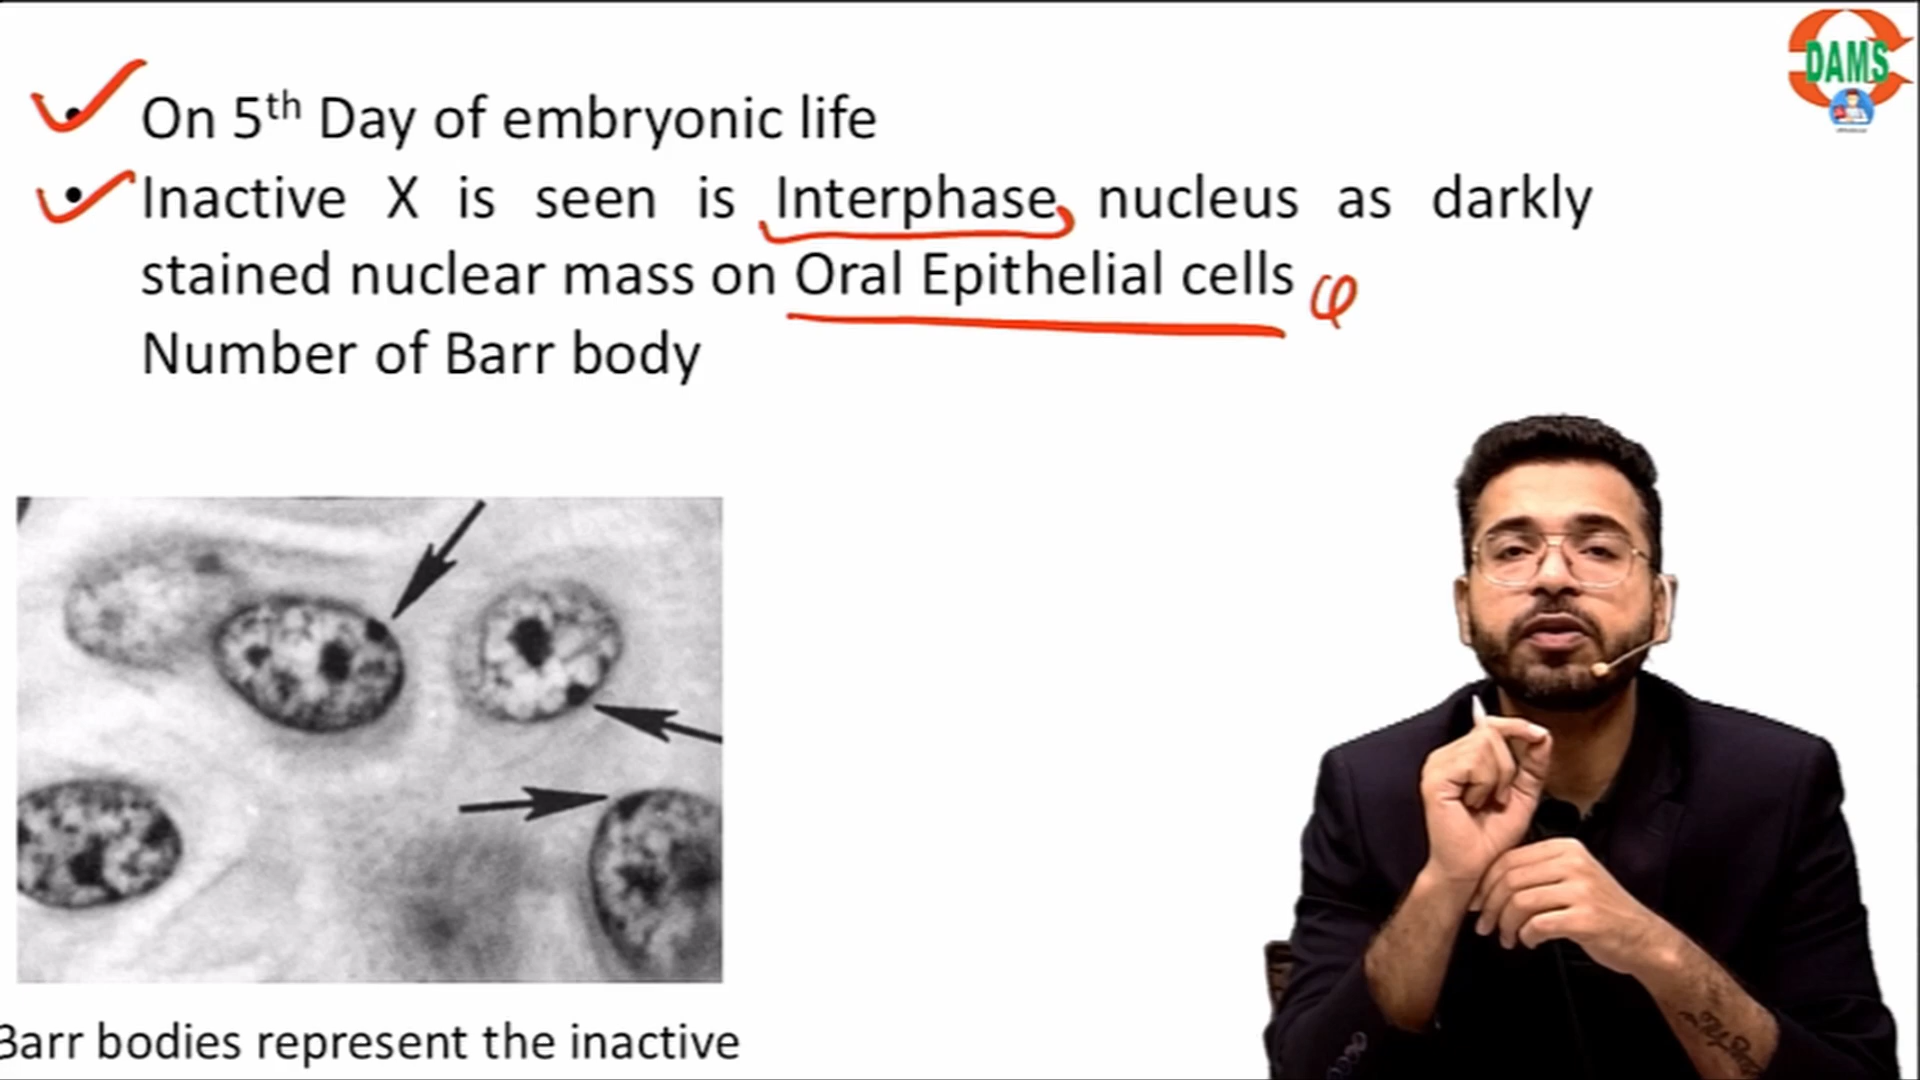 DAMS
On 5th Day of embryonic life
Inactive X is seen is Interphase nucleus as darkly
stained nuclear mass on Oral Epithelial cells φ
Number of Barr body
Barr bodies represent the inactive